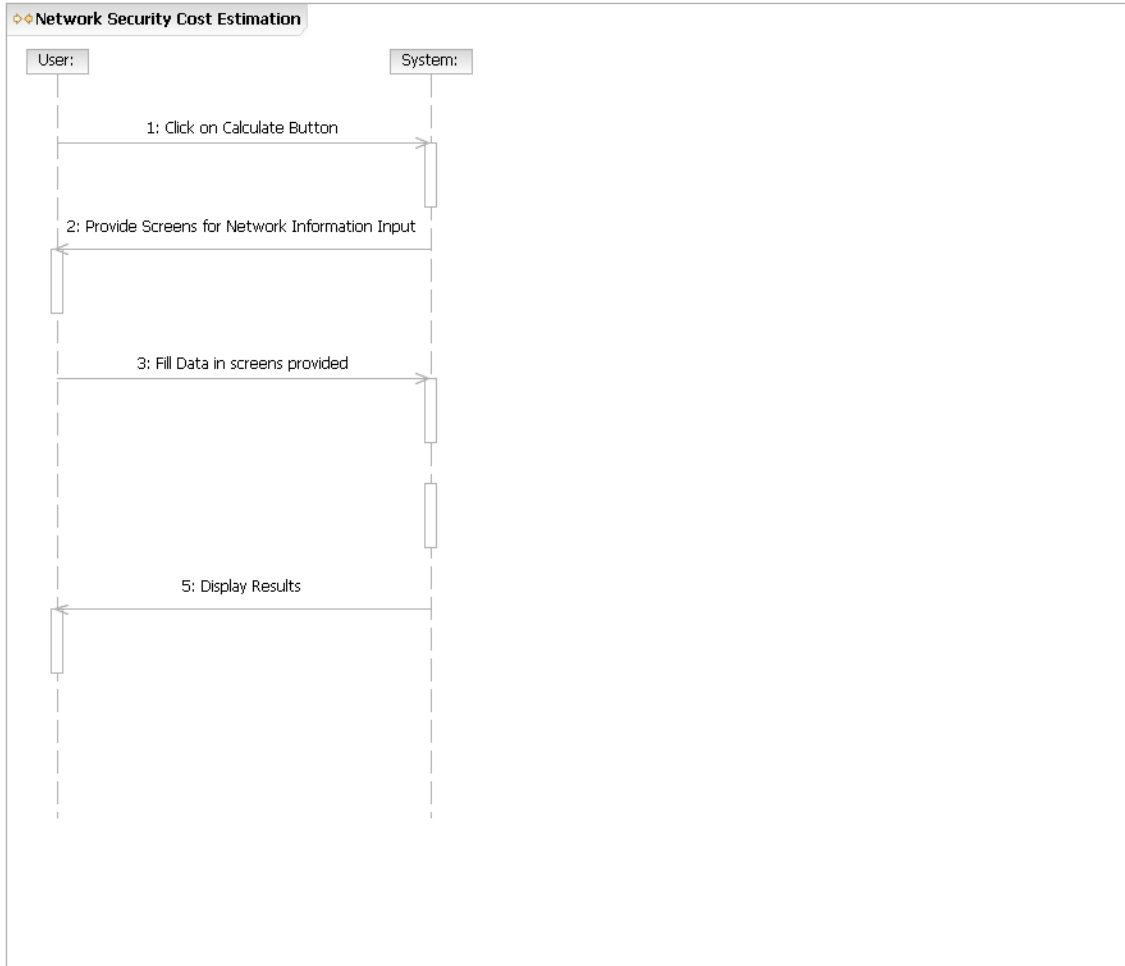 Network Security Cost Estimation
User:
System:
1: Click on Calculate Button
2: Provide Screens for Network Information Input
3: Fill Data in screens provided
5: Display Results